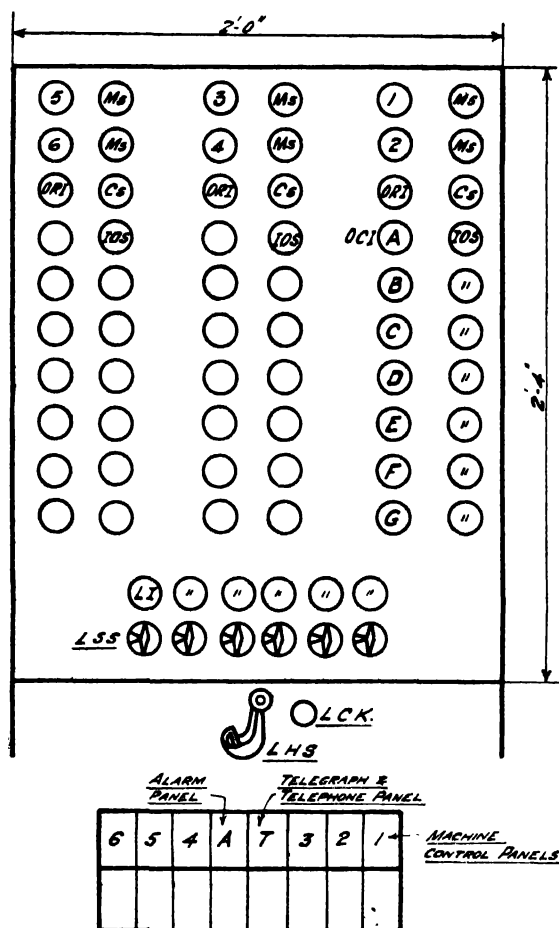 2'-0"
5 Ms 3 Ms 1 Ms
6 Ms 4 Ms 2 Ms
ORI Cs ORI Cs ORI Cs
IOS IOS OCI A IOS
B "
C "
D "
E "
F "
G "
2'-4"
LI " " " " "
LSS
LCK.
LHS
ALARM PANEL
TELEGRAPH & TELEPHONE PANEL
6 5 4 A T 3 2 1
MACHINE CONTROL PANELS